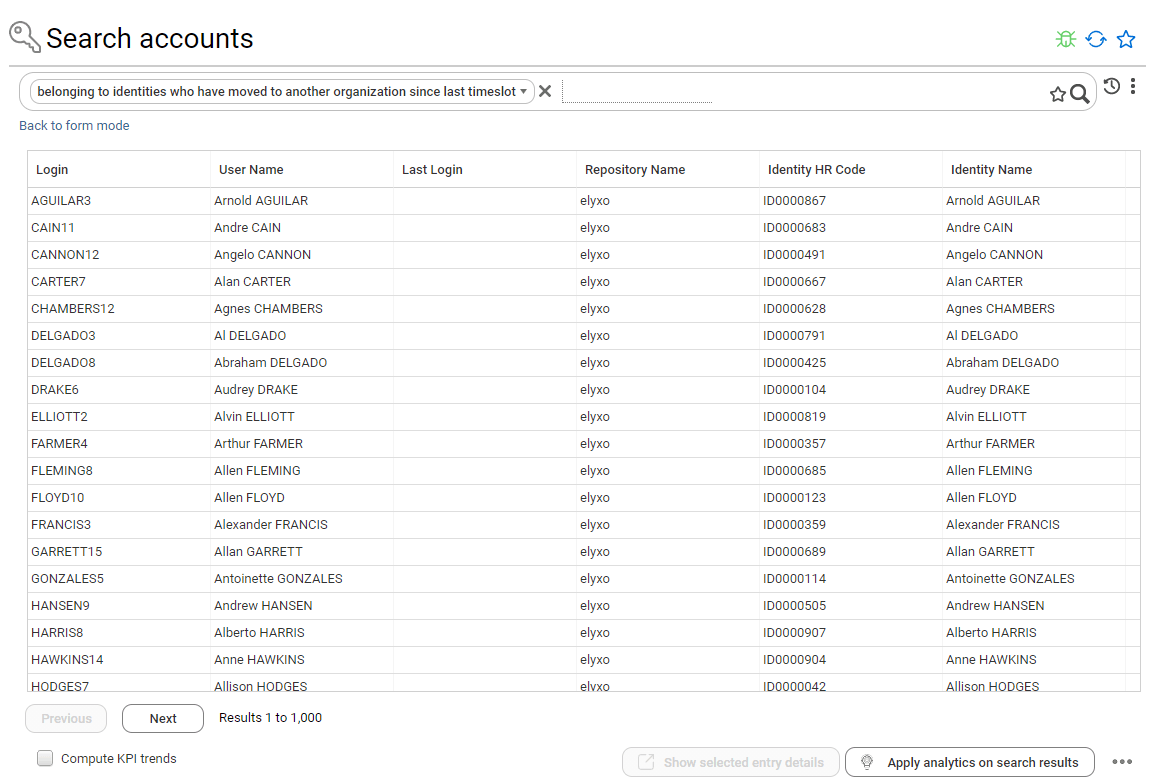 Search accounts
belonging to identities who have moved to another organization since last timeslot
Back to form mode
Login User Name Last Login Repository Name Identity HR Code Identity Name
AGUILAR3 Arnold AGUILAR elyxo ID0000867 Arnold AGUILAR
CAIN11 Andre CAIN elyxo ID0000683 Andre CAIN
CANNON12 Angelo CANNON elyxo ID0000491 Angelo CANNON
CARTER7 Alan CARTER elyxo ID0000667 Alan CARTER
CHAMBERS12 Agnes CHAMBERS elyxo ID0000628 Agnes CHAMBERS
DELGADO3 Al DELGADO elyxo ID0000791 Al DELGADO
DELGADO8 Abraham DELGADO elyxo ID0000425 Abraham DELGADO
DRAKE6 Audrey DRAKE elyxo ID0000104 Audrey DRAKE
ELLIOTT2 Alvin ELLIOTT elyxo ID0000819 Alvin ELLIOTT
FARMER4 Arthur FARMER elyxo ID0000357 Arthur FARMER
FLEMING8 Allen FLEMING elyxo ID0000685 Allen FLEMING
FLOYD10 Allen FLOYD elyxo ID0000123 Allen FLOYD
FRANCIS3 Alexander FRANCIS elyxo ID0000359 Alexander FRANCIS
GARRETT15 Allan GARRETT elyxo ID0000689 Allan GARRETT
GONZALES5 Antoinette GONZALES elyxo ID0000114 Antoinette GONZALES
HANSEN9 Andrew HANSEN elyxo ID0000505 Andrew HANSEN
HARRIS8 Alberto HARRIS elyxo ID0000907 Alberto HARRIS
HAWKINS14 Anne HAWKINS elyxo ID0000904 Anne HAWKINS
HODGES7 Allison HODGES elyxo ID0000042 Allison HODGES
Previous Next Results 1 to 1,000
Compute KPI trends
Show selected entry details Apply analytics on search results